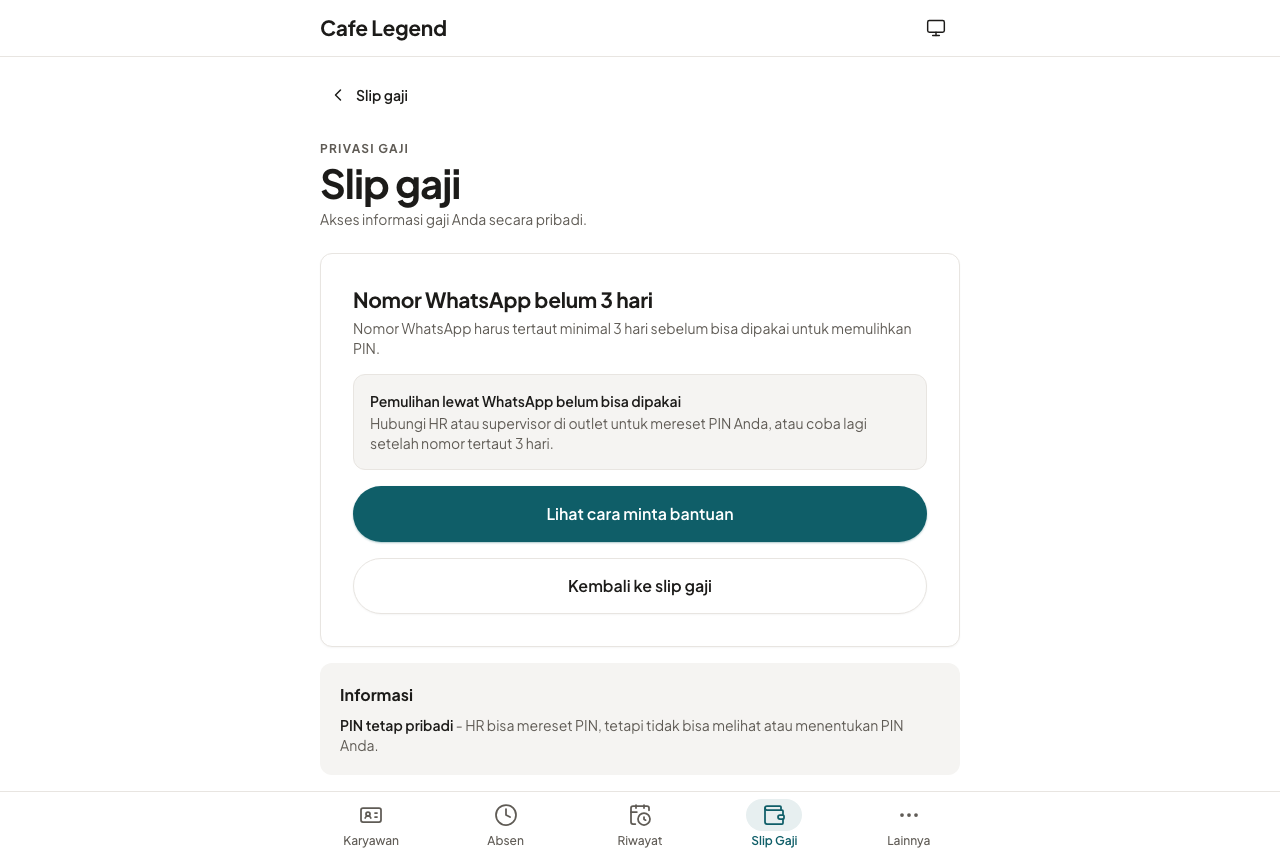 Cafe Legend
Slip gaji
PRIVASI GAJI
Slip gaji
Akses informasi gaji Anda secara pribadi.
Nomor WhatsApp belum 3 hari
Nomor WhatsApp harus tertaut minimal 3 hari sebelum bisa dipakai untuk memulihkan
PIN.
Pemulihan lewat WhatsApp belum bisa dipakai
Hubungi HR atau supervisor di outlet untuk mereset PIN Anda, atau coba lagi
setelah nomor tertaut 3 hari.
Lihat cara minta bantuan
Kembali ke slip gaji
Informasi
PIN tetap pribadi - HR bisa mereset PIN, tetapi tidak bisa melihat atau menentukan PIN
Anda.
Karyawan
Absen
Riwayat
Slip Gaji
Lainnya